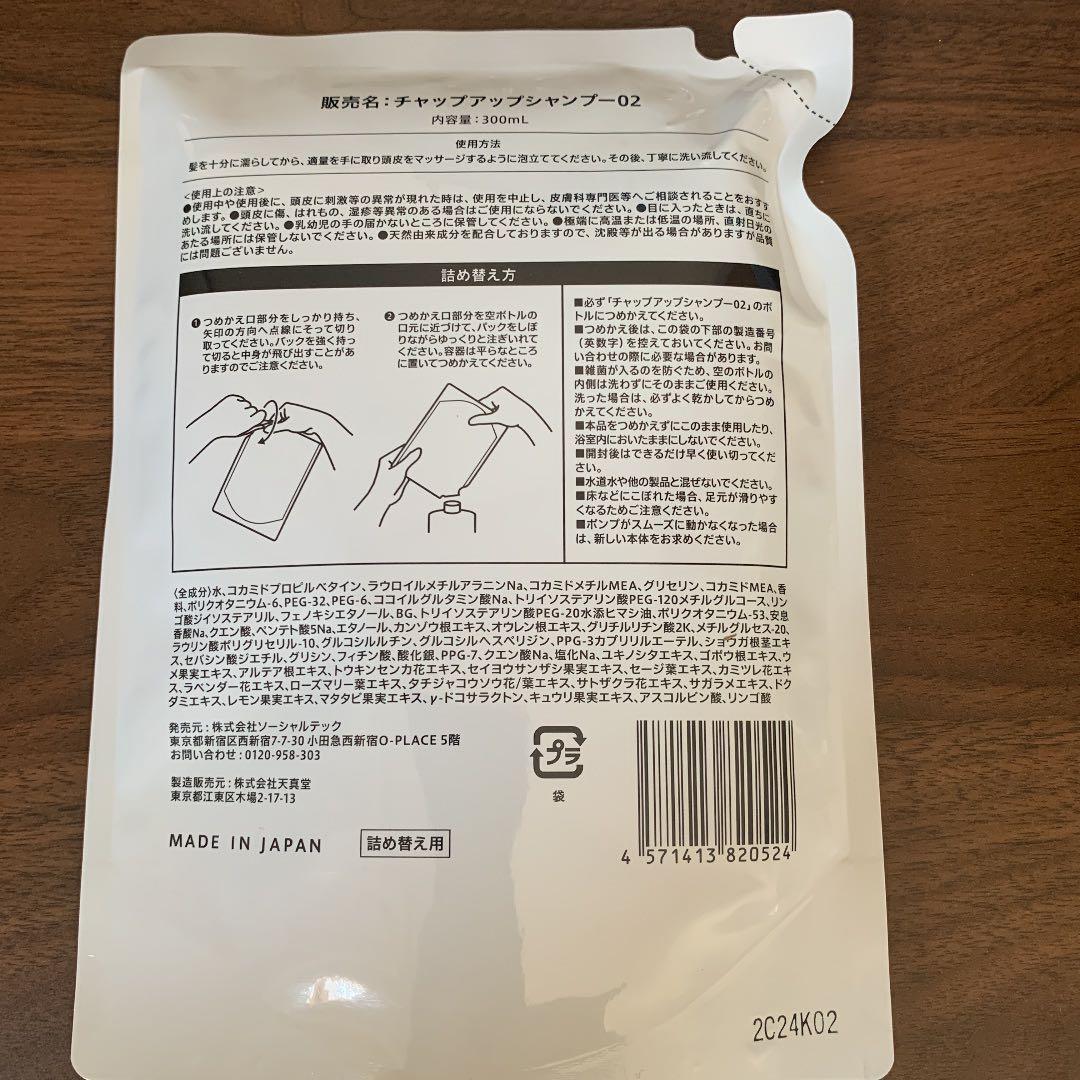 販売名：チャップアップシャンプー02
内容量：300mL
使用方法
髪を十分に濡らしてから、適量を手に取り頭皮をマッサージするように泡立ててください。その後、丁寧に洗い流してください。
<使用上の注意>
●使用中や使用後に、頭皮に刺激等の異常が現れた時は、使用を中止し、皮膚科専門医等へご相談されることをおすす
めします。●頭皮に傷、はれもの、湿疹等異常のある場合はご使用にならないでください。●目に入ったときは、直ちに
洗い流してください。●乳幼児の手の届かないところに保管してください。●極端に高温または低温の場所、直射日光の
あたる場所には保管しないでください。●天然由来成分を配合しておりますので、沈殿等が出る場合がありますが品質
には問題ございません。
詰め替え方
❶つめかえ口部分をしっかり持ち、
矢印の方向へ点線にそって切り
取ってください。パックを強く持っ
て切ると中身が飛び出すことがあ
りますのでご注意ください。
❷つめかえ口部分を空ボトルの
口元に近づけて、パックをしぼ
りながらゆっくりと注ぎいれて
ください。容器は平らなところ
に置いてつめかえてください。
■必ず「チャップアップシャンプー02」のボ
トルにつめかえてください。
■つめかえ後は、この袋の下部の製造番号
（英数字）を控えておいてください。お問
い合わせの際に必要な場合があります。
■雑菌が入るのを防ぐため、空のボトルの
内側は洗わずにそのままご使用ください。
洗った場合は、必ずよく乾かしてからつめ
かえてください。
■本品をつめかえずにこのまま使用したり、
浴室内においたままにしないでください。
■開封後はできるだけ早く使い切ってくだ
さい。
■水道水や他の製品と混ぜないでください。
■床などにこぼれた場合、足元が滑りやす
くなるためご注意ください。
■ポンプがスムーズに動かなくなった場合
は、新しい本体をお求めください。
〈全成分〉水、コカミドプロピルベタイン、ラウロイルメチルアラニンNa、コカミドメチルMEA、グリセリン、コカミドMEA、香
料、ポリクオタニウム-6、PEG-32、PEG-6、ココイルグルタミン酸Na、トリイソステアリン酸PEG-120メチルグルコース、リン
ゴ酸ジイソステアリル、フェノキシエタノール、BG、トリイソステアリン酸PEG-20水添ヒマシ油、ポリクオタニウム-53、安息
香酸Na、クエン酸、ペンテト酸5Na、エタノール、カンゾウ根エキス、オウレン根エキス、グリチルリチン酸2K、メチルグルセス-20、
ラウリン酸ポリグリセリル-10、グルコシルルチン、グルコシルヘスペリジン、PPG-3カプリリルエーテル、ショウガ根茎エキ
ス、セバシン酸ジエチル、グリシン、フィチン酸、酸化銀、PPG-7、クエン酸Na、塩化Na、ユキノシタエキス、ゴボウ根エキス、ウ
メ果実エキス、アルテア根エキス、トウキンセンカ花エキス、セイヨウサンザシ果実エキス、セージ葉エキス、カミツレ花エキ
ス、ラベンダー花エキス、ローズマリー葉エキス、タチジャコウソウ花/葉エキス、サトザクラ花エキス、サガラメエキス、ドク
ダミエキス、レモン果実エキス、マタタビ果実エキス、γ-ドコサラクトン、キュウリ果実エキス、アスコルビン酸、リンゴ酸
発売元：株式会社ソーシャルテック
東京都新宿区西新宿7-7-30 小田急西新宿O-PLACE 5階
お問い合わせ：0120-958-303
製造販売元：株式会社天真堂
東京都江東区木場2-17-13
MADE IN JAPAN
詰め替え用
プラ
袋
4 571413 820524
2C24K02